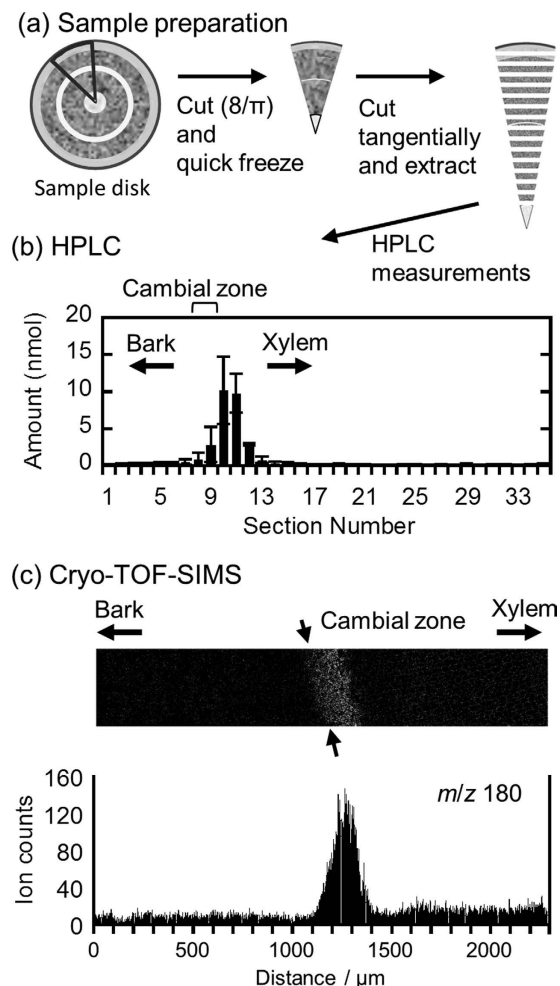 (a) Sample preparation
Sample disk
Cut (8/π)
and
quick freeze
Cut
tangentially
and extract
HPLC
measurements
(b) HPLC
Cambial zone
Bark
Xylem
Amount (nmol)
20
15
10
5
0
1 5 9 13 17 21 25 29 33
Section Number
(c) Cryo-TOF-SIMS
Bark
Cambial zone
Xylem
m/z 180
Ion counts
160
120
80
40
0
0 500 1000 1500 2000
Distance / μm